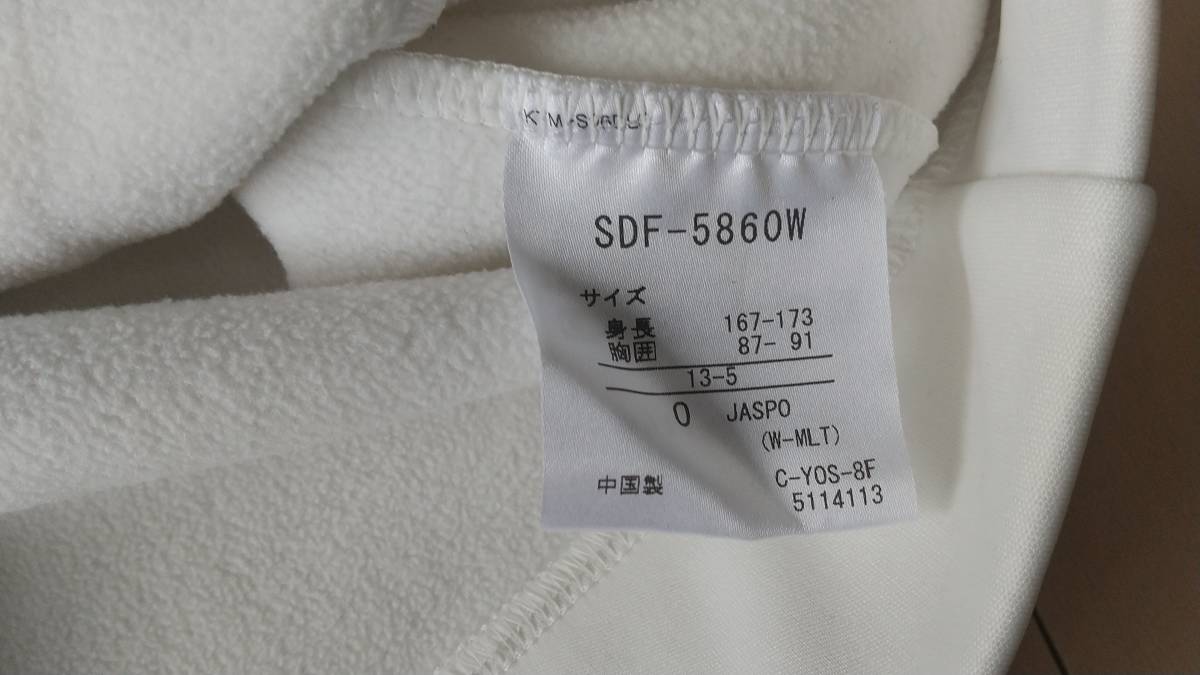 SDF-5860W
サイズ
身長 167-173
胸囲 87- 91
13-5
O JASPO
(W-MLT)
中国製 C-YOS-8F
5114113